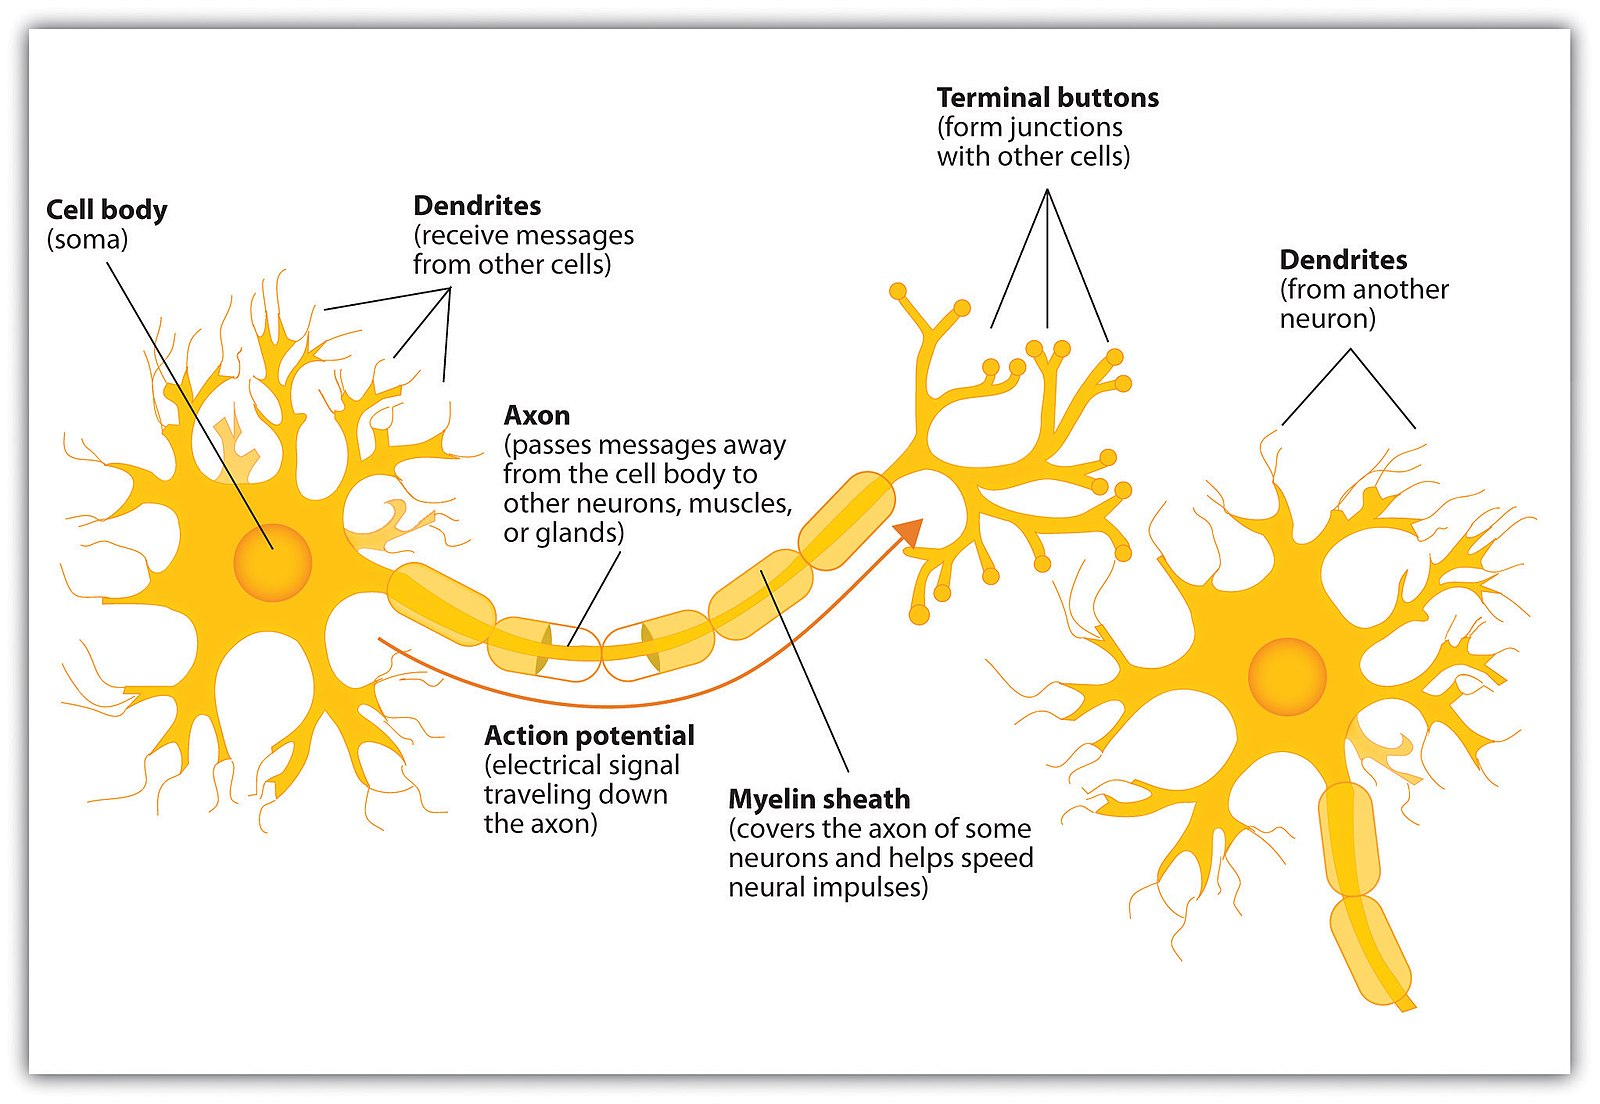 Terminal buttons
(form junctions
with other cells)
Cell body
(soma)
Dendrites
(receive messages
from other cells)
Dendrites
(from another
neuron)
Axon
(passes messages away
from the cell body to
other neurons, muscles,
or glands)
Action potential
(electrical signal
traveling down
the axon)
Myelin sheath
(covers the axon of some
neurons and helps speed
neural impulses)